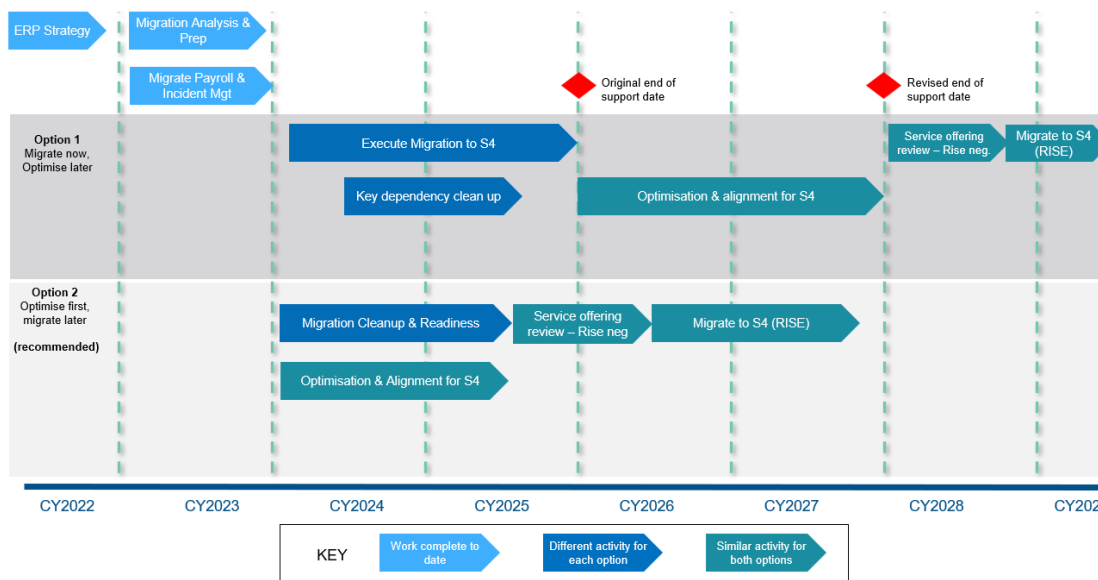 ERP Strategy
Migration Analysis &
Prep
Migrate Payroll &
Incident Mgt
Original end of
support date
Revised end of
support date
Option 1
Migrate now,
Optimise later
Execute Migration to S4
Service offering
review – Rise neg.
Migrate to S4
(RISE)
Key dependency clean up
Optimisation & alignment for S4
Option 2
Optimise first,
migrate later
(recommended)
Migration Cleanup & Readiness
Service offering
review – Rise neg
Migrate to S4 (RISE)
Optimisation & Alignment for S4
CY2022
CY2023
CY2024
CY2025
CY2026
CY2027
CY2028
CY202
KEY
Work complete to
date
Different activity for
each option
Similar activity for
both options